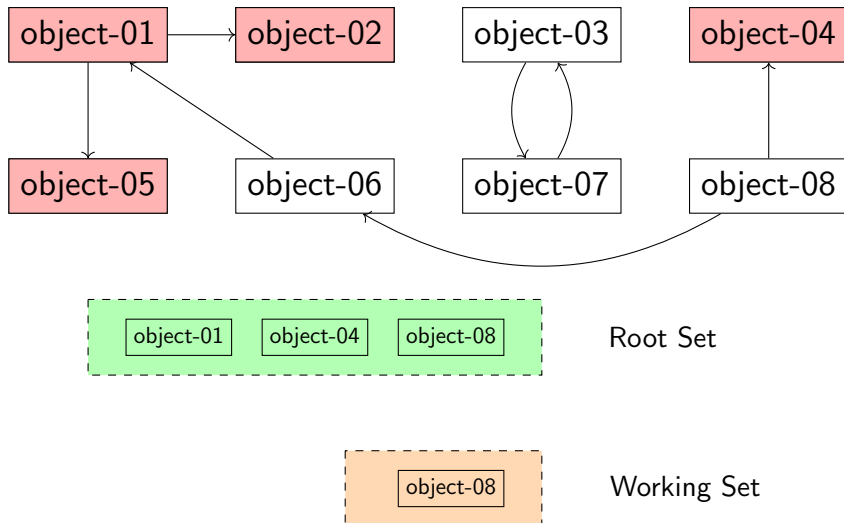 object-01 object-02 object-03 object-04
object-05 object-06 object-07 object-08
object-01 object-04 object-08 Root Set
object-08 Working Set